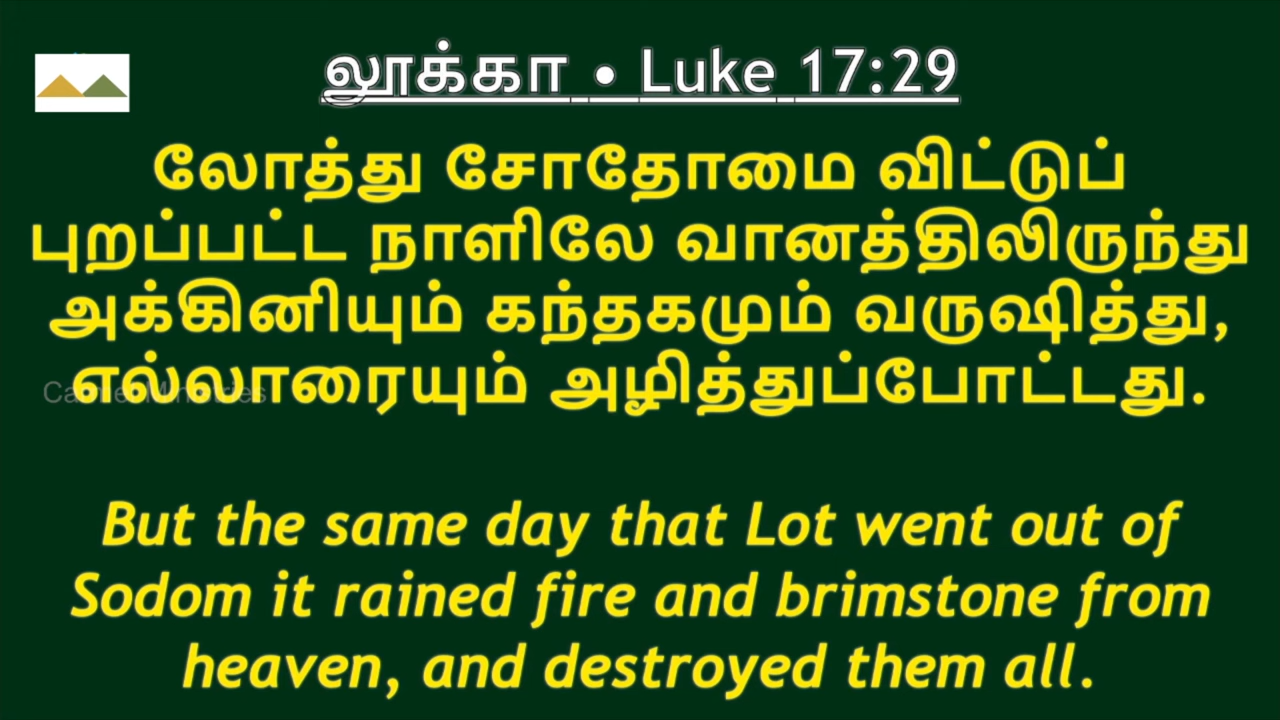 லூக்கா • Luke 17:29
லோத்து சோதோமை விட்டுப்
புறப்பட்ட நாளிலே வானத்திலிருந்து
அக்கினியும் கந்தகமும் வருஷித்து,
எல்லாரையும் அழித்துப்போட்டது.
But the same day that Lot went out of
Sodom it rained fire and brimstone from
heaven, and destroyed them all.